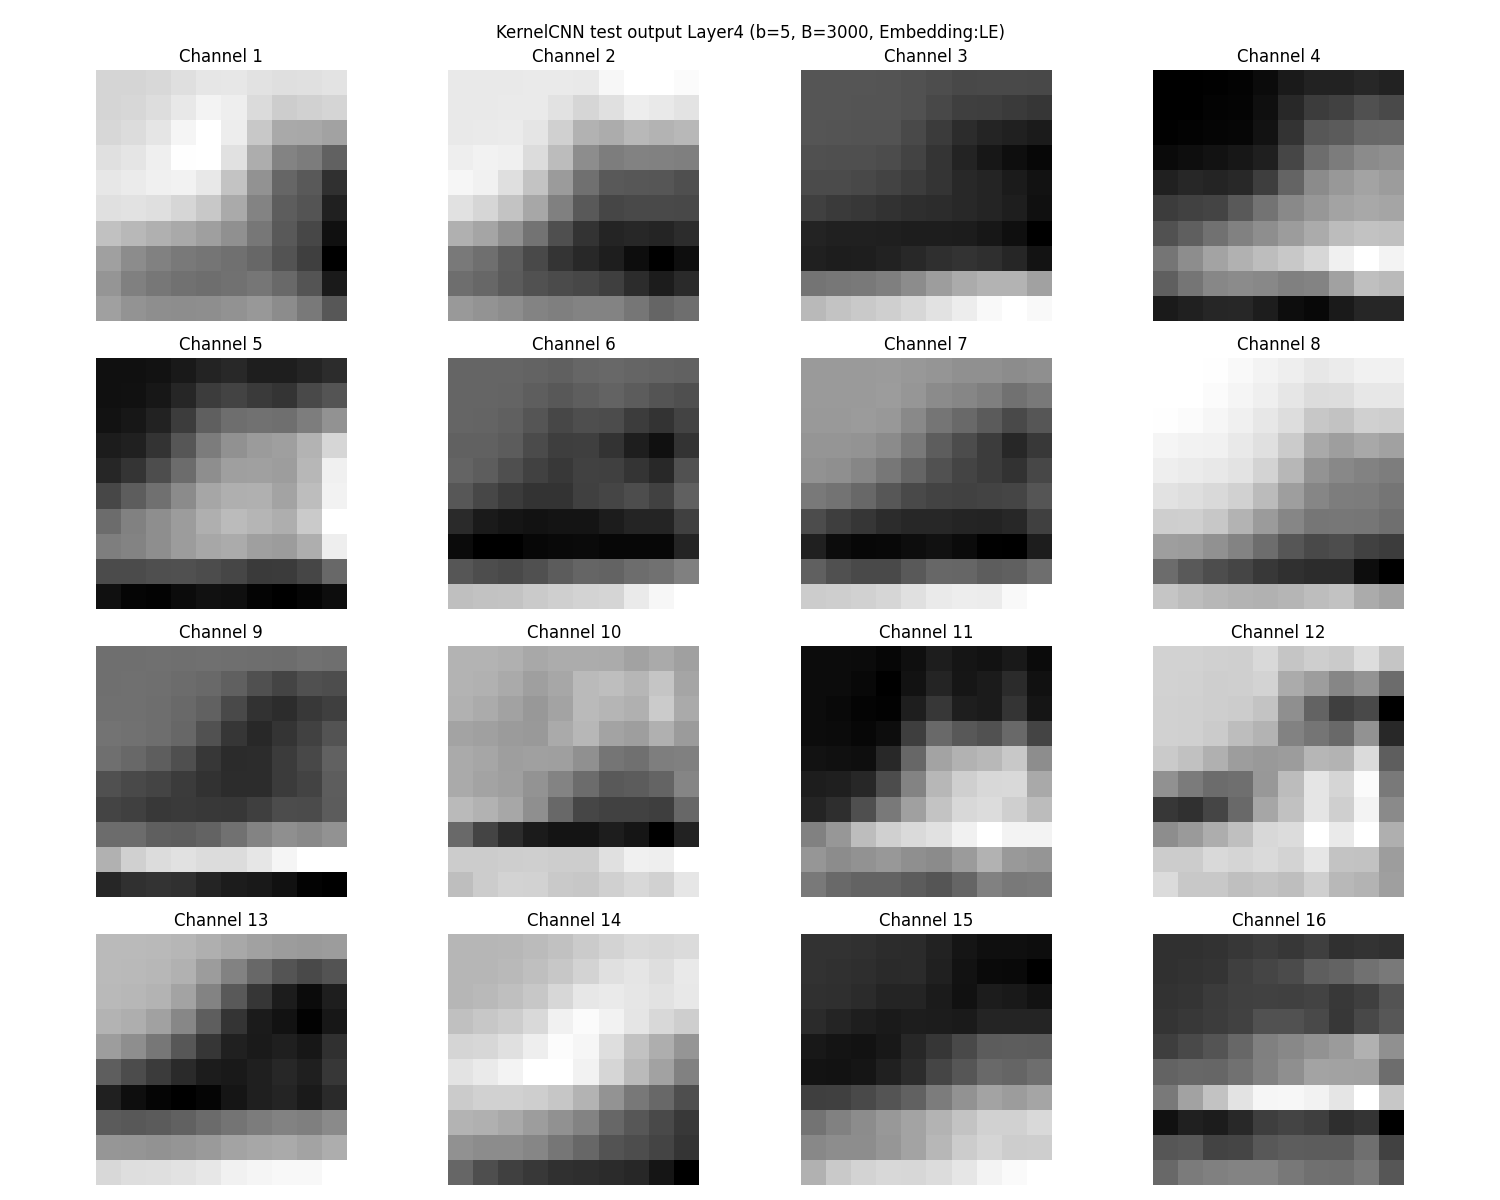 KernelCNN test output Layer4 (b=5, B=3000, Embedding:LE)
Channel 1
Channel 2
Channel 3
Channel 4
Channel 5
Channel 6
Channel 7
Channel 8
Channel 9
Channel 10
Channel 11
Channel 12
Channel 13
Channel 14
Channel 15
Channel 16